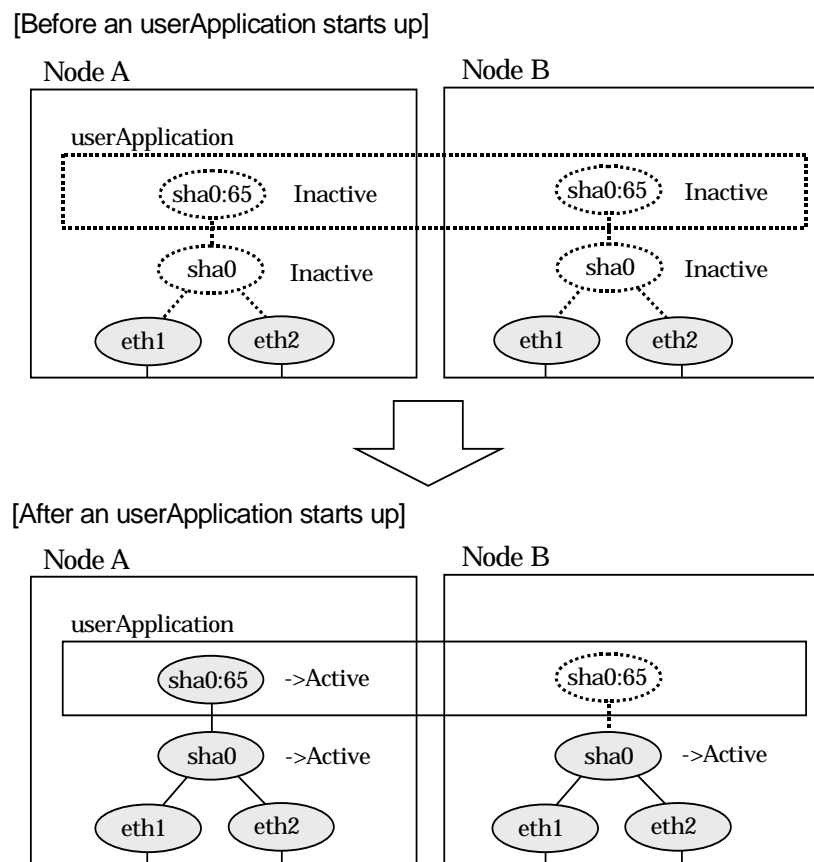 [Before an userApplication starts up]
Node A
Node B
userApplication
sha0:65 Inactive
sha0:65 Inactive
sha0 Inactive
sha0 Inactive
eth1 eth2
eth1 eth2
[After an userApplication starts up]
Node A
Node B
userApplication
sha0:65 ->Active
sha0:65
sha0 ->Active
sha0 ->Active
eth1 eth2
eth1 eth2